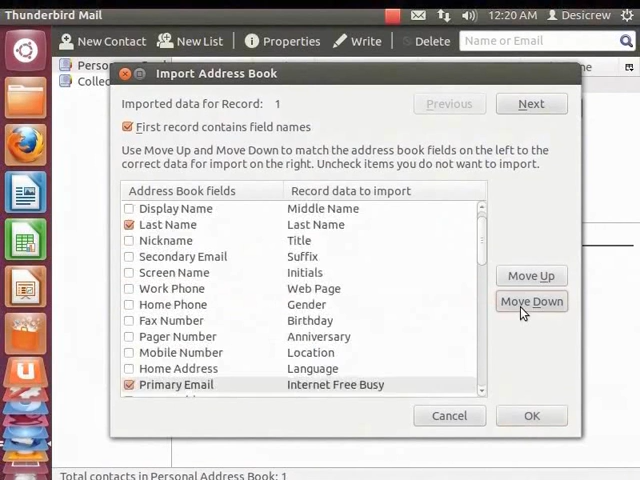 Thunderbird Mail 12:20 AM Desicrew
New Contact New List Properties Write Delete Name or Email
Import Address Book
Imported data for Record: 1 Previous Next
First record contains field names
Use Move Up and Move Down to match the address book fields on the left to the
correct data for import on the right. Uncheck items you do not want to import.
Address Book fields Record data to import
Display Name Middle Name
Last Name Last Name
Nickname Title
Secondary Email Suffix
Screen Name Initials
Work Phone Web Page
Home Phone Gender
Fax Number Birthday
Pager Number Anniversary
Mobile Number Location
Home Address Language
Primary Email Internet Free Busy
Move Up
Move Down
Cancel OK
Total contacts in Personal Address Book: 1